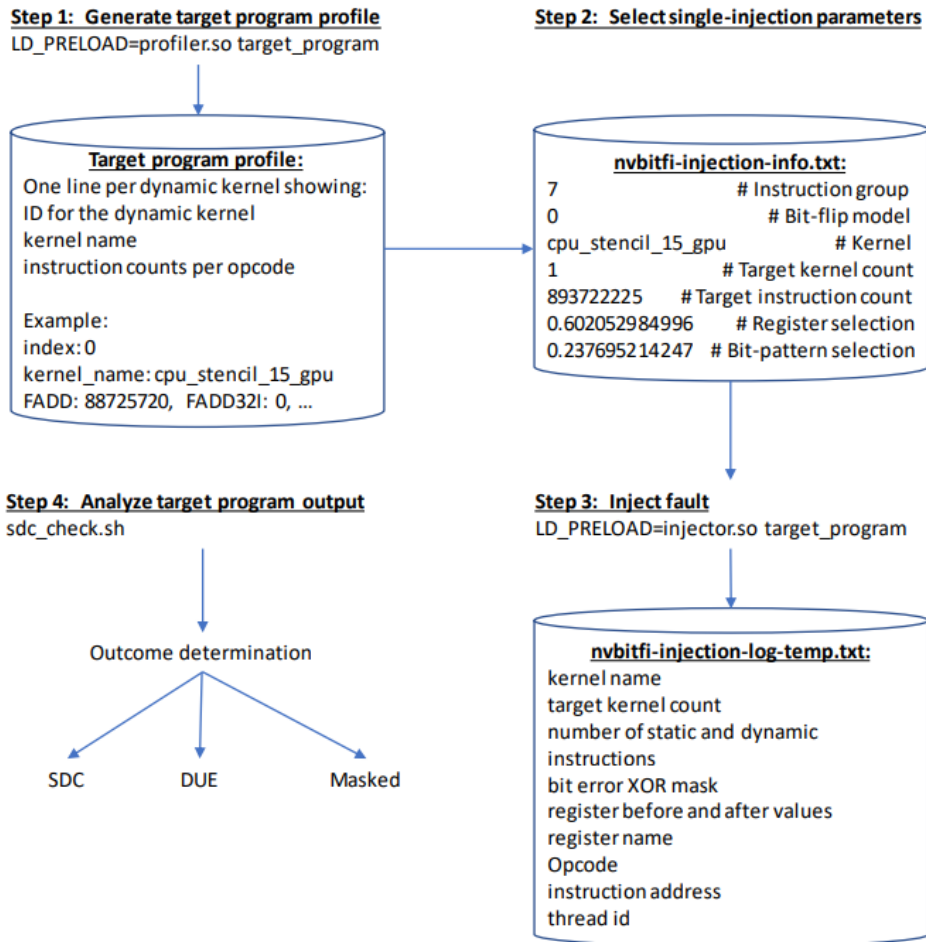 Step 1: Generate target program profile
LD_PRELOAD=profiler.so target_program
Target program profile:
One line per dynamic kernel showing:
ID for the dynamic kernel
kernel name
instruction counts per opcode
Example:
index: 0
kernel_name: cpu_stencil_15_gpu
FADD: 88725720, FADD32I: 0, ...
Step 2: Select single-injection parameters
nvbitfi-injection-info.txt:
7 # Instruction group
0 # Bit-flip model
cpu_stencil_15_gpu # Kernel
1 # Target kernel count
893722225 # Target instruction count
0.602052984996 # Register selection
0.237695214247 # Bit-pattern selection
Step 3: Inject fault
LD_PRELOAD=injector.so target_program
nvbitfi-injection-log-temp.txt:
kernel name
target kernel count
number of static and dynamic
instructions
bit error XOR mask
register before and after values
register name
Opcode
instruction address
thread id
Step 4: Analyze target program output
sdc_check.sh
Outcome determination
SDC DUE Masked